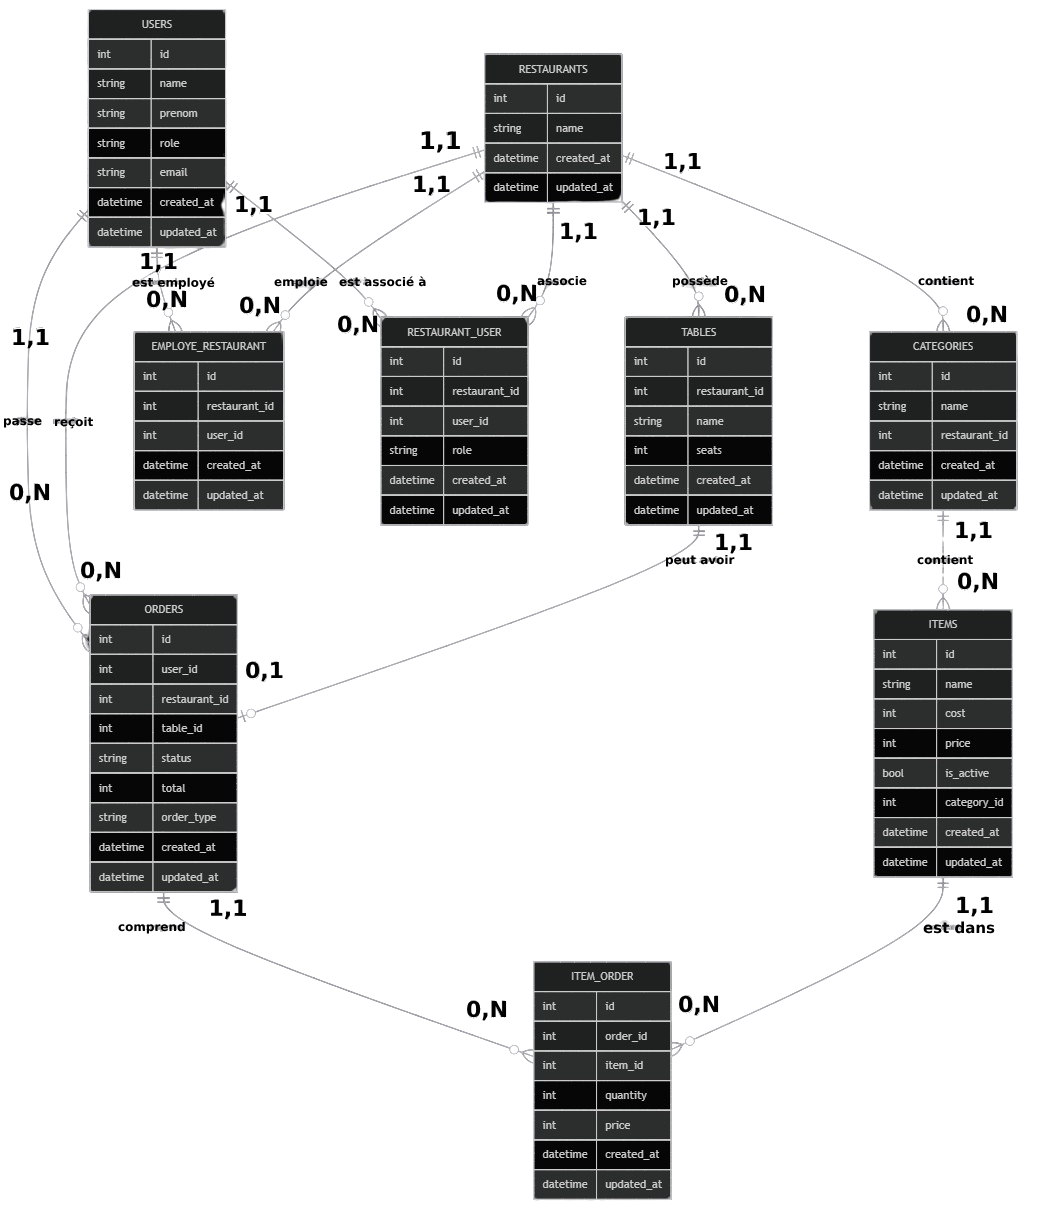 USERS
int id
string name
string prenom
string role
string email
datetime created_at
datetime updated_at
RESTAURANTS
int id
string name
datetime created_at
datetime updated_at
1,1
1,1
1,1
1,1
1,1
1,1
1,1
est employé
emploie
est associé à
associe
possède
contient
0,N
0,N
0,N
0,N
0,N
0,N
EMPLOYE_RESTAURANT
int id
int restaurant_id
int user_id
datetime created_at
datetime updated_at
RESTAURANT_USER
int id
int restaurant_id
int user_id
string role
datetime created_at
datetime updated_at
TABLES
int id
int restaurant_id
string name
int seats
datetime created_at
datetime updated_at
CATEGORIES
int id
string name
int restaurant_id
datetime created_at
datetime updated_at
1,1
passe
reçoit
0,N
0,N
1,1
peut avoir
0,1
1,1
contient
0,N
ORDERS
int id
int user_id
int restaurant_id
int table_id
string status
int total
string order_type
datetime created_at
datetime updated_at
ITEMS
int id
string name
int cost
int price
bool is_active
int category_id
datetime created_at
datetime updated_at
1,1
comprend
1,1
est dans
0,N
0,N
ITEM_ORDER
int id
int order_id
int item_id
int quantity
int price
datetime created_at
datetime updated_at